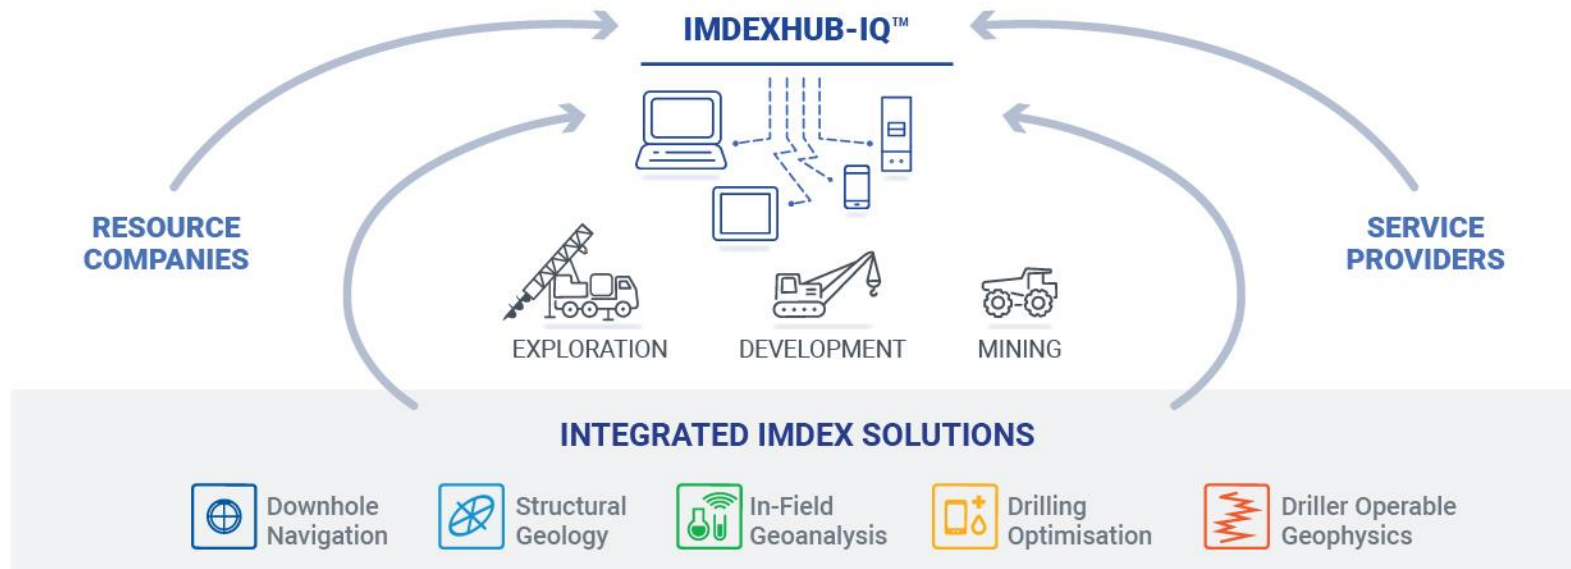 IMDEXHUB-IQ™
RESOURCE
COMPANIES
SERVICE
PROVIDERS
EXPLORATION
DEVELOPMENT
MINING
INTEGRATED IMDEX SOLUTIONS
Downhole
Navigation
Structural
Geology
In-Field
Geoanalysis
Drilling
Optimisation
Driller Operable
Geophysics